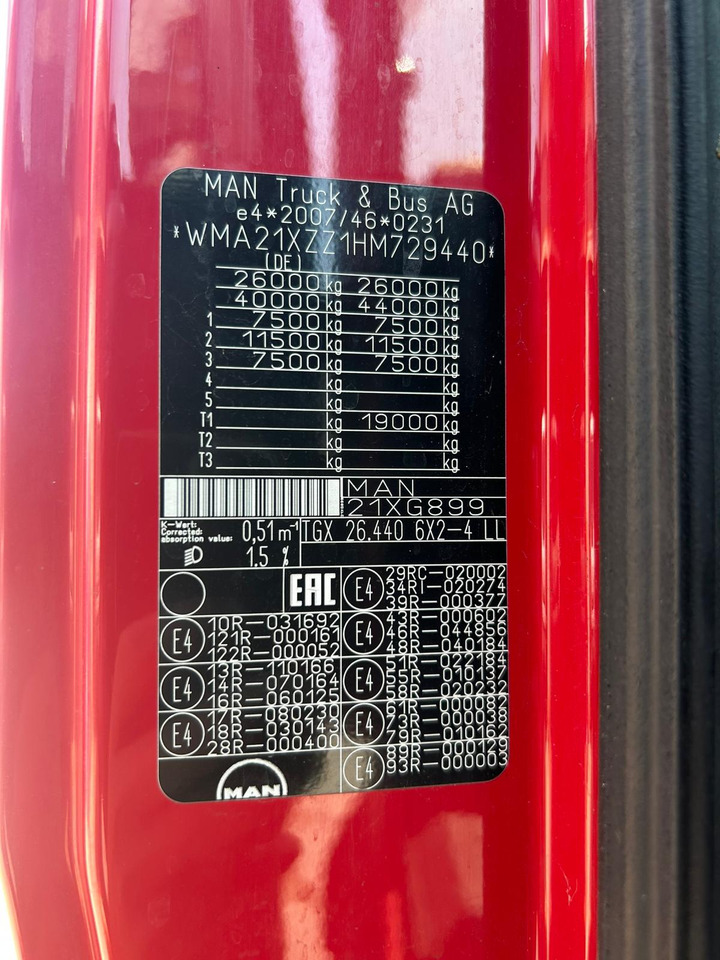 MAN Truck & Bus AG
e4*2007/46*0231
*WMA21XZZ1HM729440*
(DE)
26000 kg 26000 kg
40000 kg 44000 kg
1 7500 kg 7500 kg
2 11500 kg 11500 kg
3 7500 kg 7500 kg
4 kg kg
5 kg kg
T1 kg 19000 kg
T2 kg kg
T3 kg kg
MAN
21XG899
K-Wert:
Corrected
absorption value: 0,51 m-1
TGX 26.440 6X2-4 LL
1.5 %
EAC
E4 10R-031692
121R-000161
122R-000052
E4 13R-110166
14R-070164
16R-060125
E4 17R-080230
18R-030143
28R-000400
MAN
E4 29RC-020002
34RI-020274
39R-000377
E4 43R-000602
46R-044886
48R-040184
E4 51R-022184
55R-010137
58R-020232
E4 61R-000032
73R-010038
79R-010162
E4 89R-000129
93R-000003